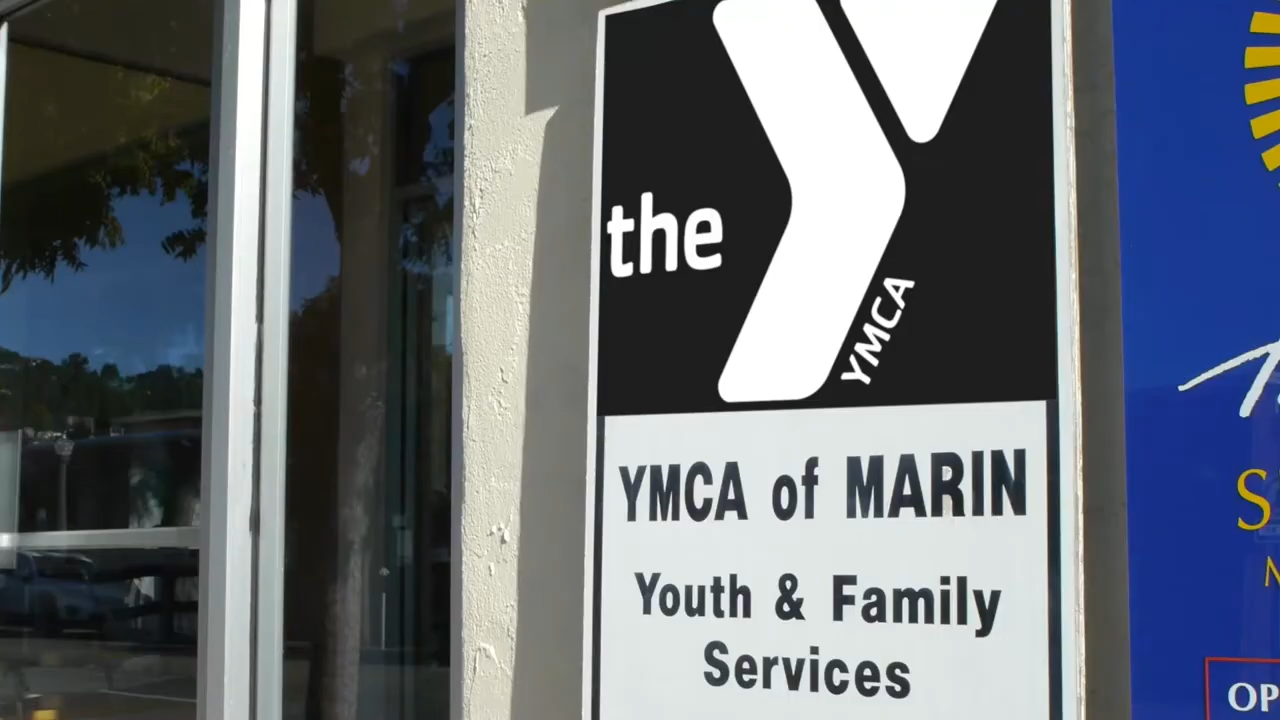 the
Y
YMCA
YMCA of MARIN
Youth & Family
Services